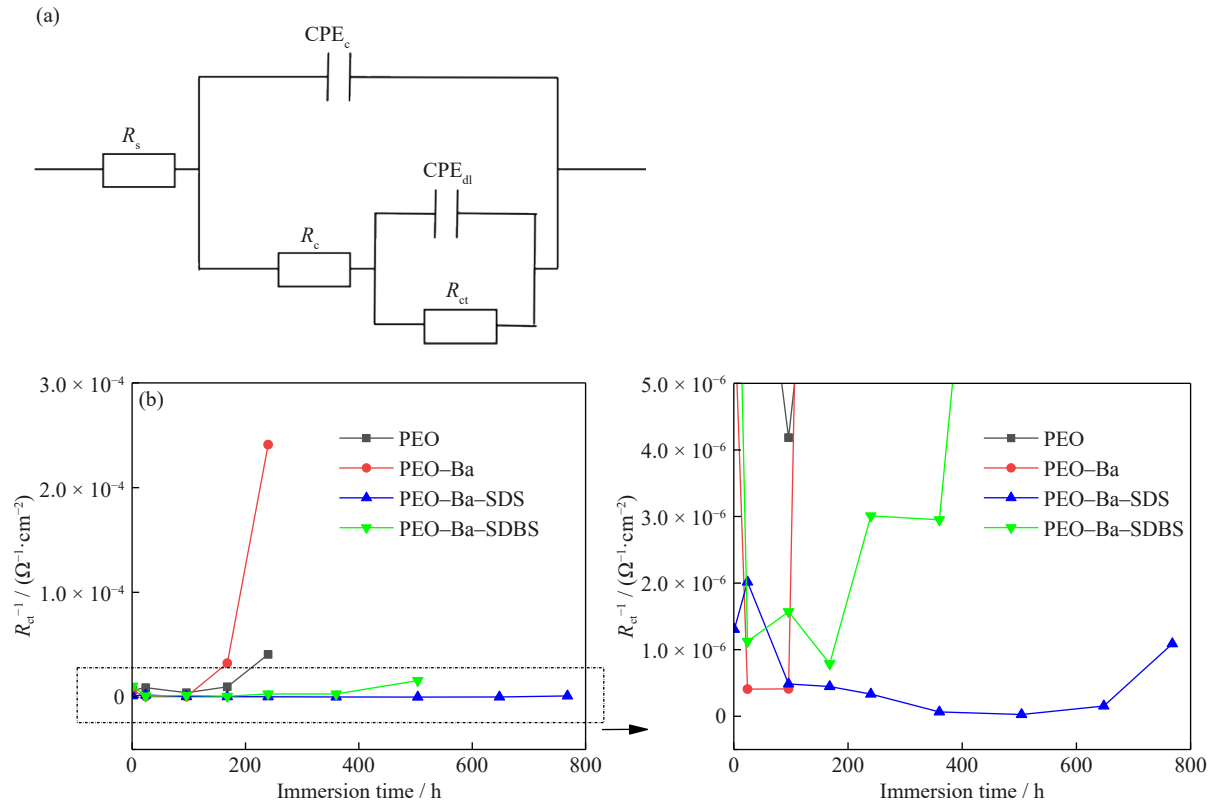 (a)
CPEc
Rs
CPEdl
Rc
Rct
(b)
3.0 × 10⁻⁴
2.0 × 10⁻⁴
1.0 × 10⁻⁴
0
Rct⁻¹ / (Ω⁻¹·cm⁻²)
PEO
PEO–Ba
PEO–Ba–SDS
PEO–Ba–SDBS
0 200 400 600 800
Immersion time / h
5.0 × 10⁻⁶
4.0 × 10⁻⁶
3.0 × 10⁻⁶
2.0 × 10⁻⁶
1.0 × 10⁻⁶
0
Rct⁻¹ / (Ω⁻¹·cm⁻²)
PEO
PEO–Ba
PEO–Ba–SDS
PEO–Ba–SDBS
0 200 400 600 800
Immersion time / h